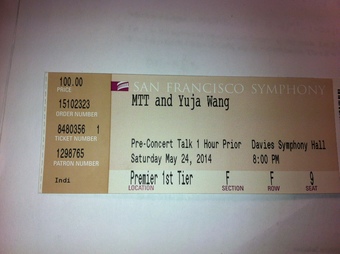 100.00
PRICE
15102323
ORDER NUMBER
8480356 1
TICKET NUMBER
1298765
PATRON NUMBER
Indi
SAN FRANCISCO SYMPHONY
MTT and Yuja Wang
Pre-Concert Talk 1 Hour Prior Davies Symphony Hall
Saturday May 24, 2014 8:00 PM
Premier 1st Tier F F 9
LOCATION SECTION ROW SEAT